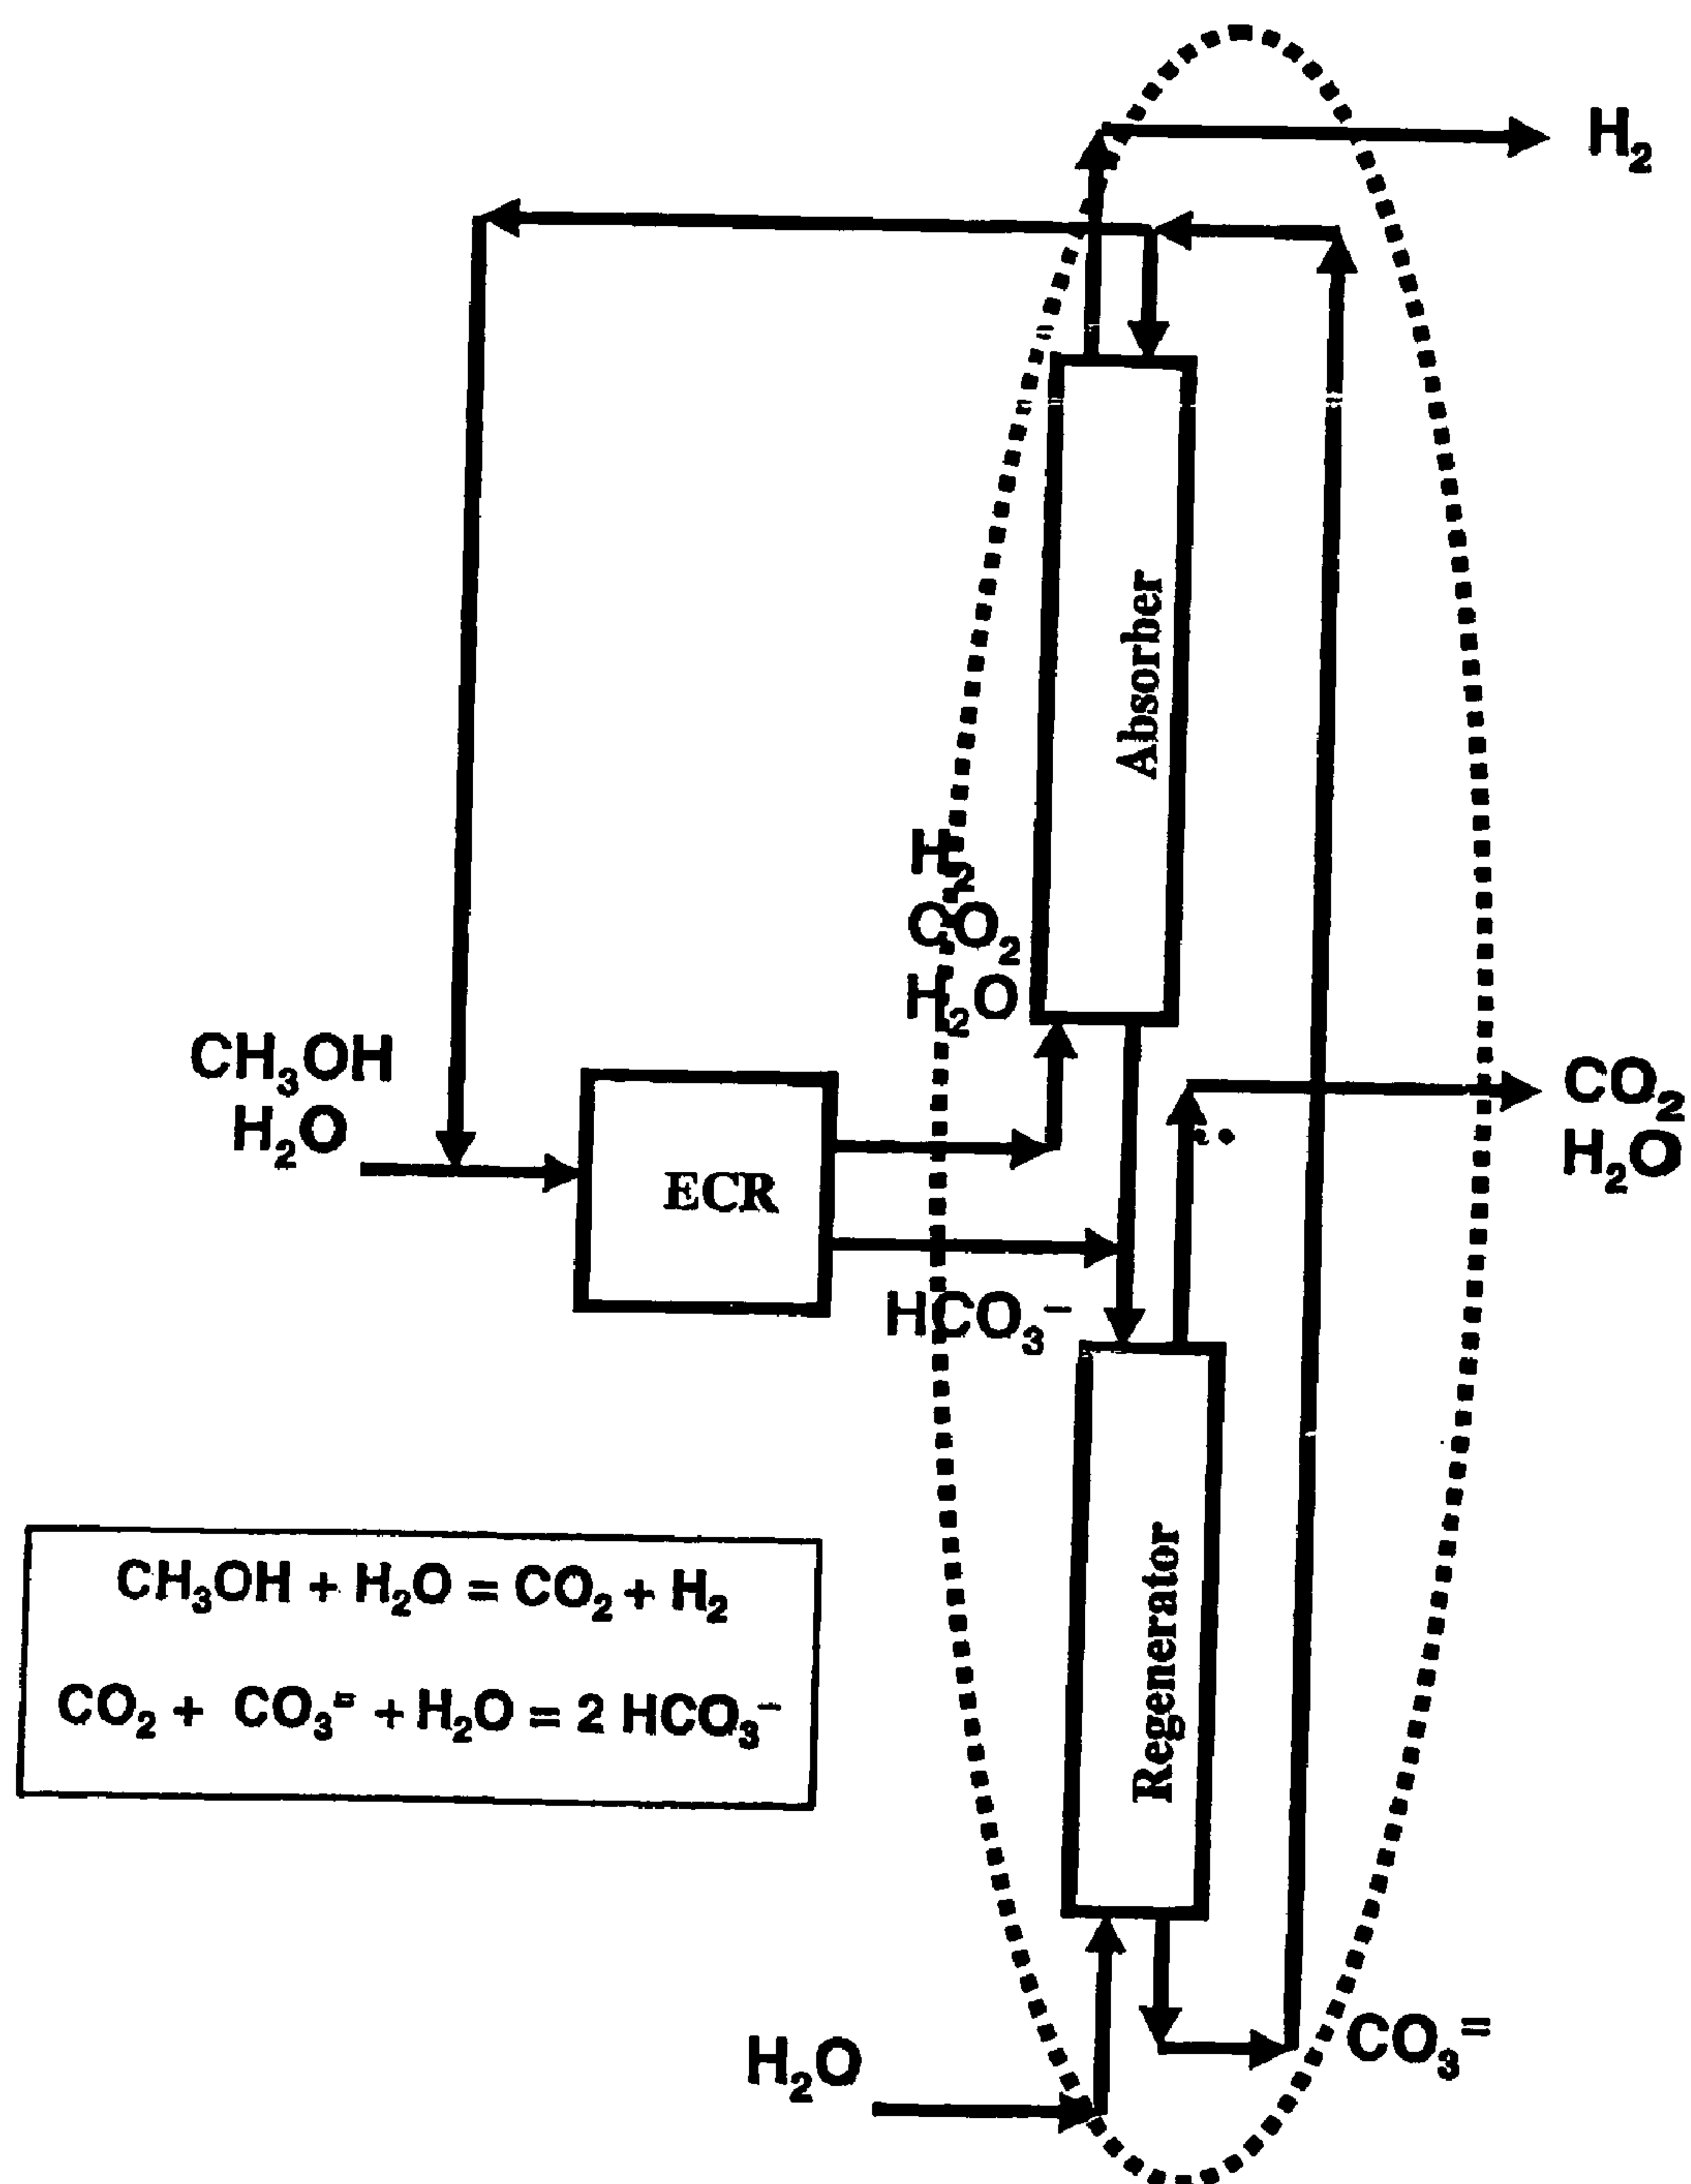 H₂
Absorber
H₂
CO₂
H₂O
CH₃OH
H₂O
CO₂
H₂O
ECR
HCO₃⁻
CH₃OH + H₂O = CO₂ + H₂
CO₂ + CO₃⁼ + H₂O = 2 HCO₃⁻
Regenerator
CO₃⁼
H₂O